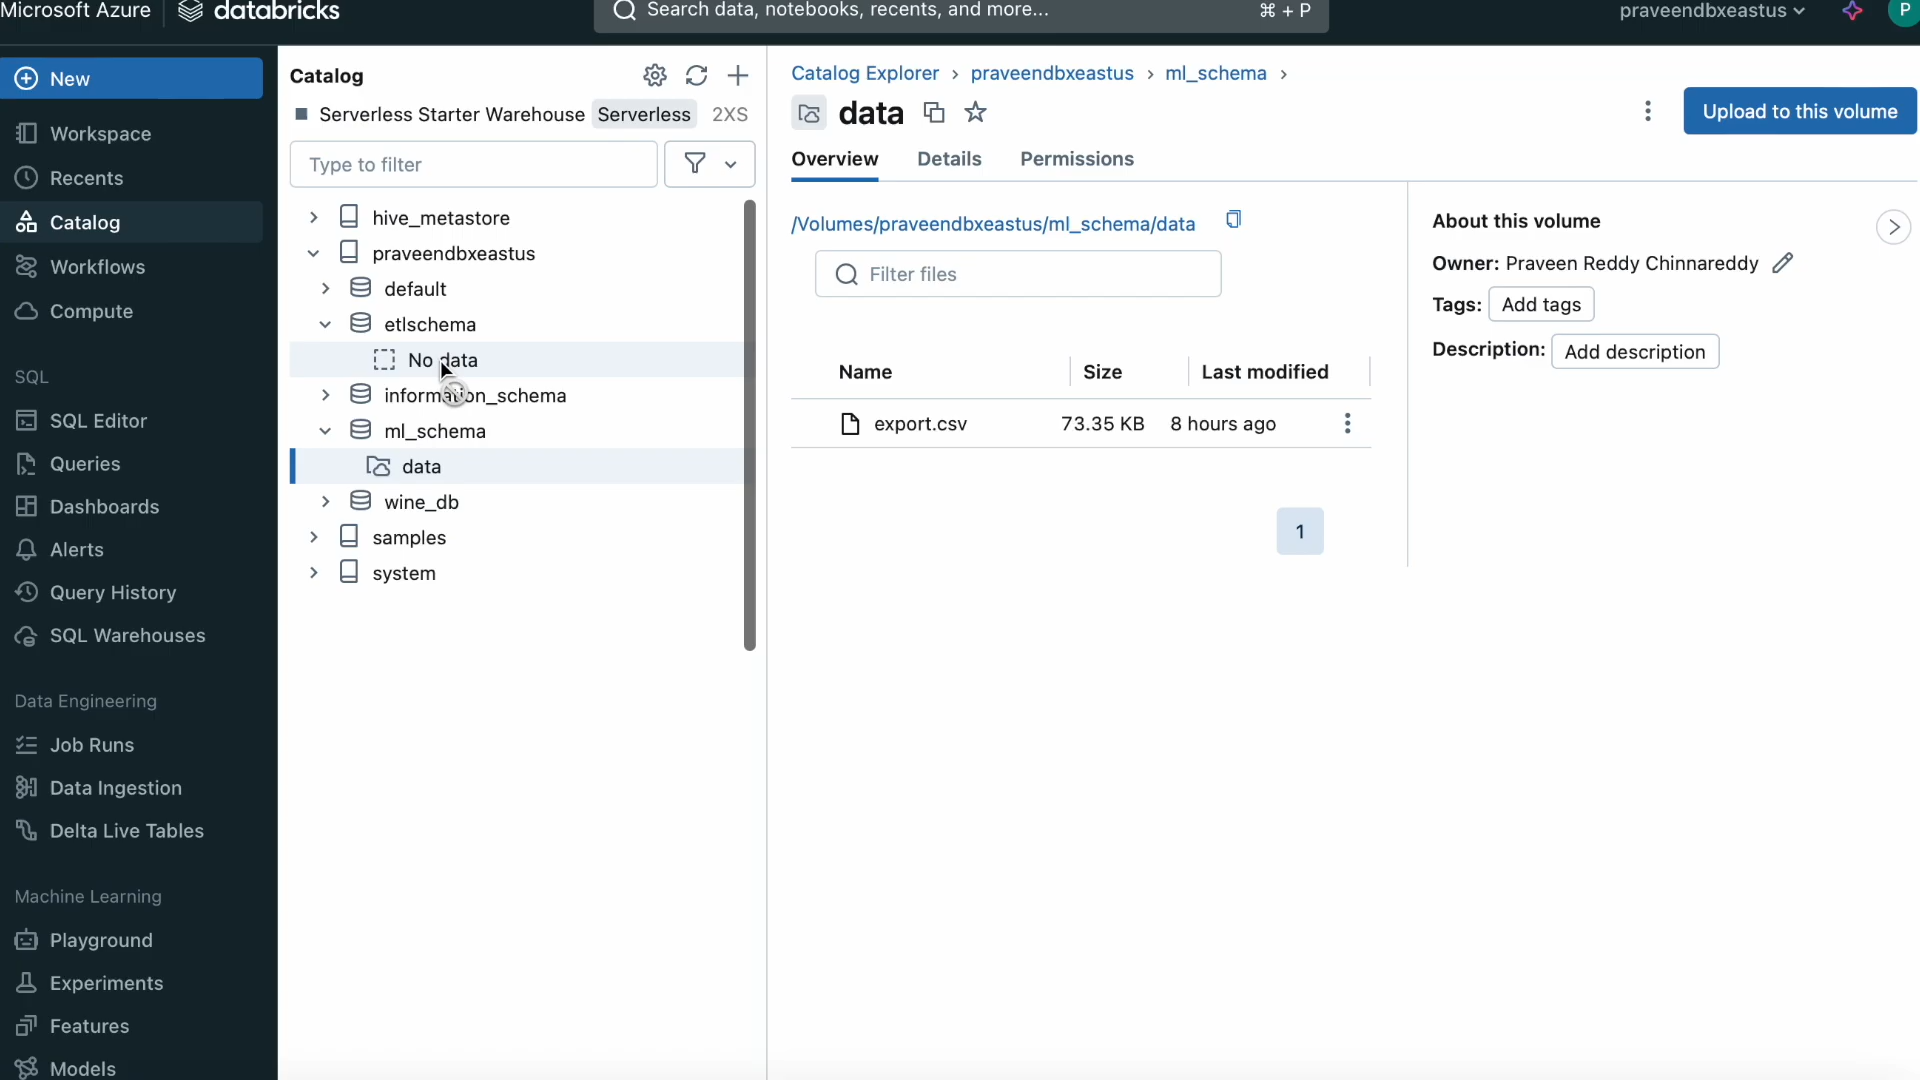 Microsoft Azure databricks
Search data, notebooks, recents, and more... ⌘ + P
praveendbxeastus
P
New
Workspace
Recents
Catalog
Workflows
Compute
SQL
SQL Editor
Queries
Dashboards
Alerts
Query History
SQL Warehouses
Data Engineering
Job Runs
Data Ingestion
Delta Live Tables
Machine Learning
Playground
Experiments
Features
Models
Catalog
Serverless Starter Warehouse Serverless 2XS
Type to filter
hive_metastore
praveendbxeastus
default
etlschema
No data
information_schema
ml_schema
data
wine_db
samples
system
Catalog Explorer > praveendbxeastus > ml_schema >
data
Upload to this volume
Overview Details Permissions
/Volumes/praveendbxeastus/ml_schema/data
Filter files
Name Size Last modified
export.csv 73.35 KB 8 hours ago
1
About this volume
Owner: Praveen Reddy Chinnareddy
Tags: Add tags
Description: Add description